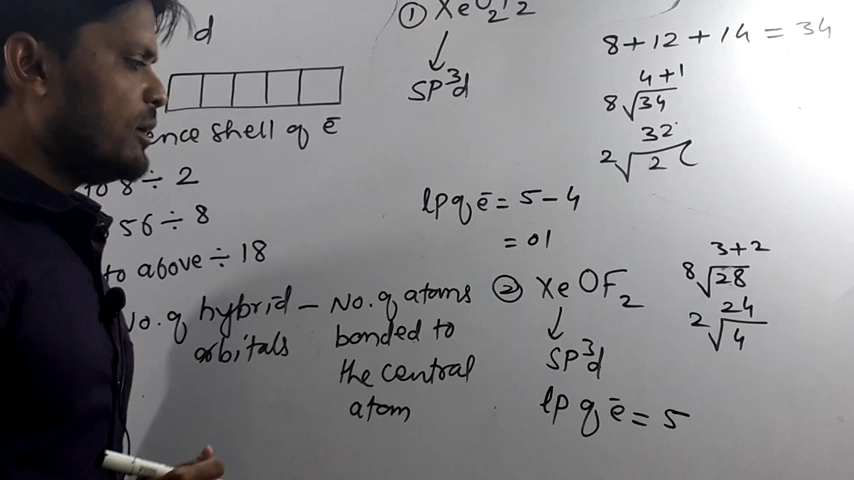 d
① XeO2F2
↓
SP³d
ence shell of ē
to 8 ÷ 2
56 ÷ 8
to above ÷ 18
No. of hybrid orbitals – No. of atoms bonded to the central atom
lp of ē = 5 - 4
= 01
8 + 12 + 14 = 34
4 + 1
8 √34
32
2 √2 (
② XeOF2
↓
SP³d
lp of ē = 5
3 + 2
8 √28
24
2 √4